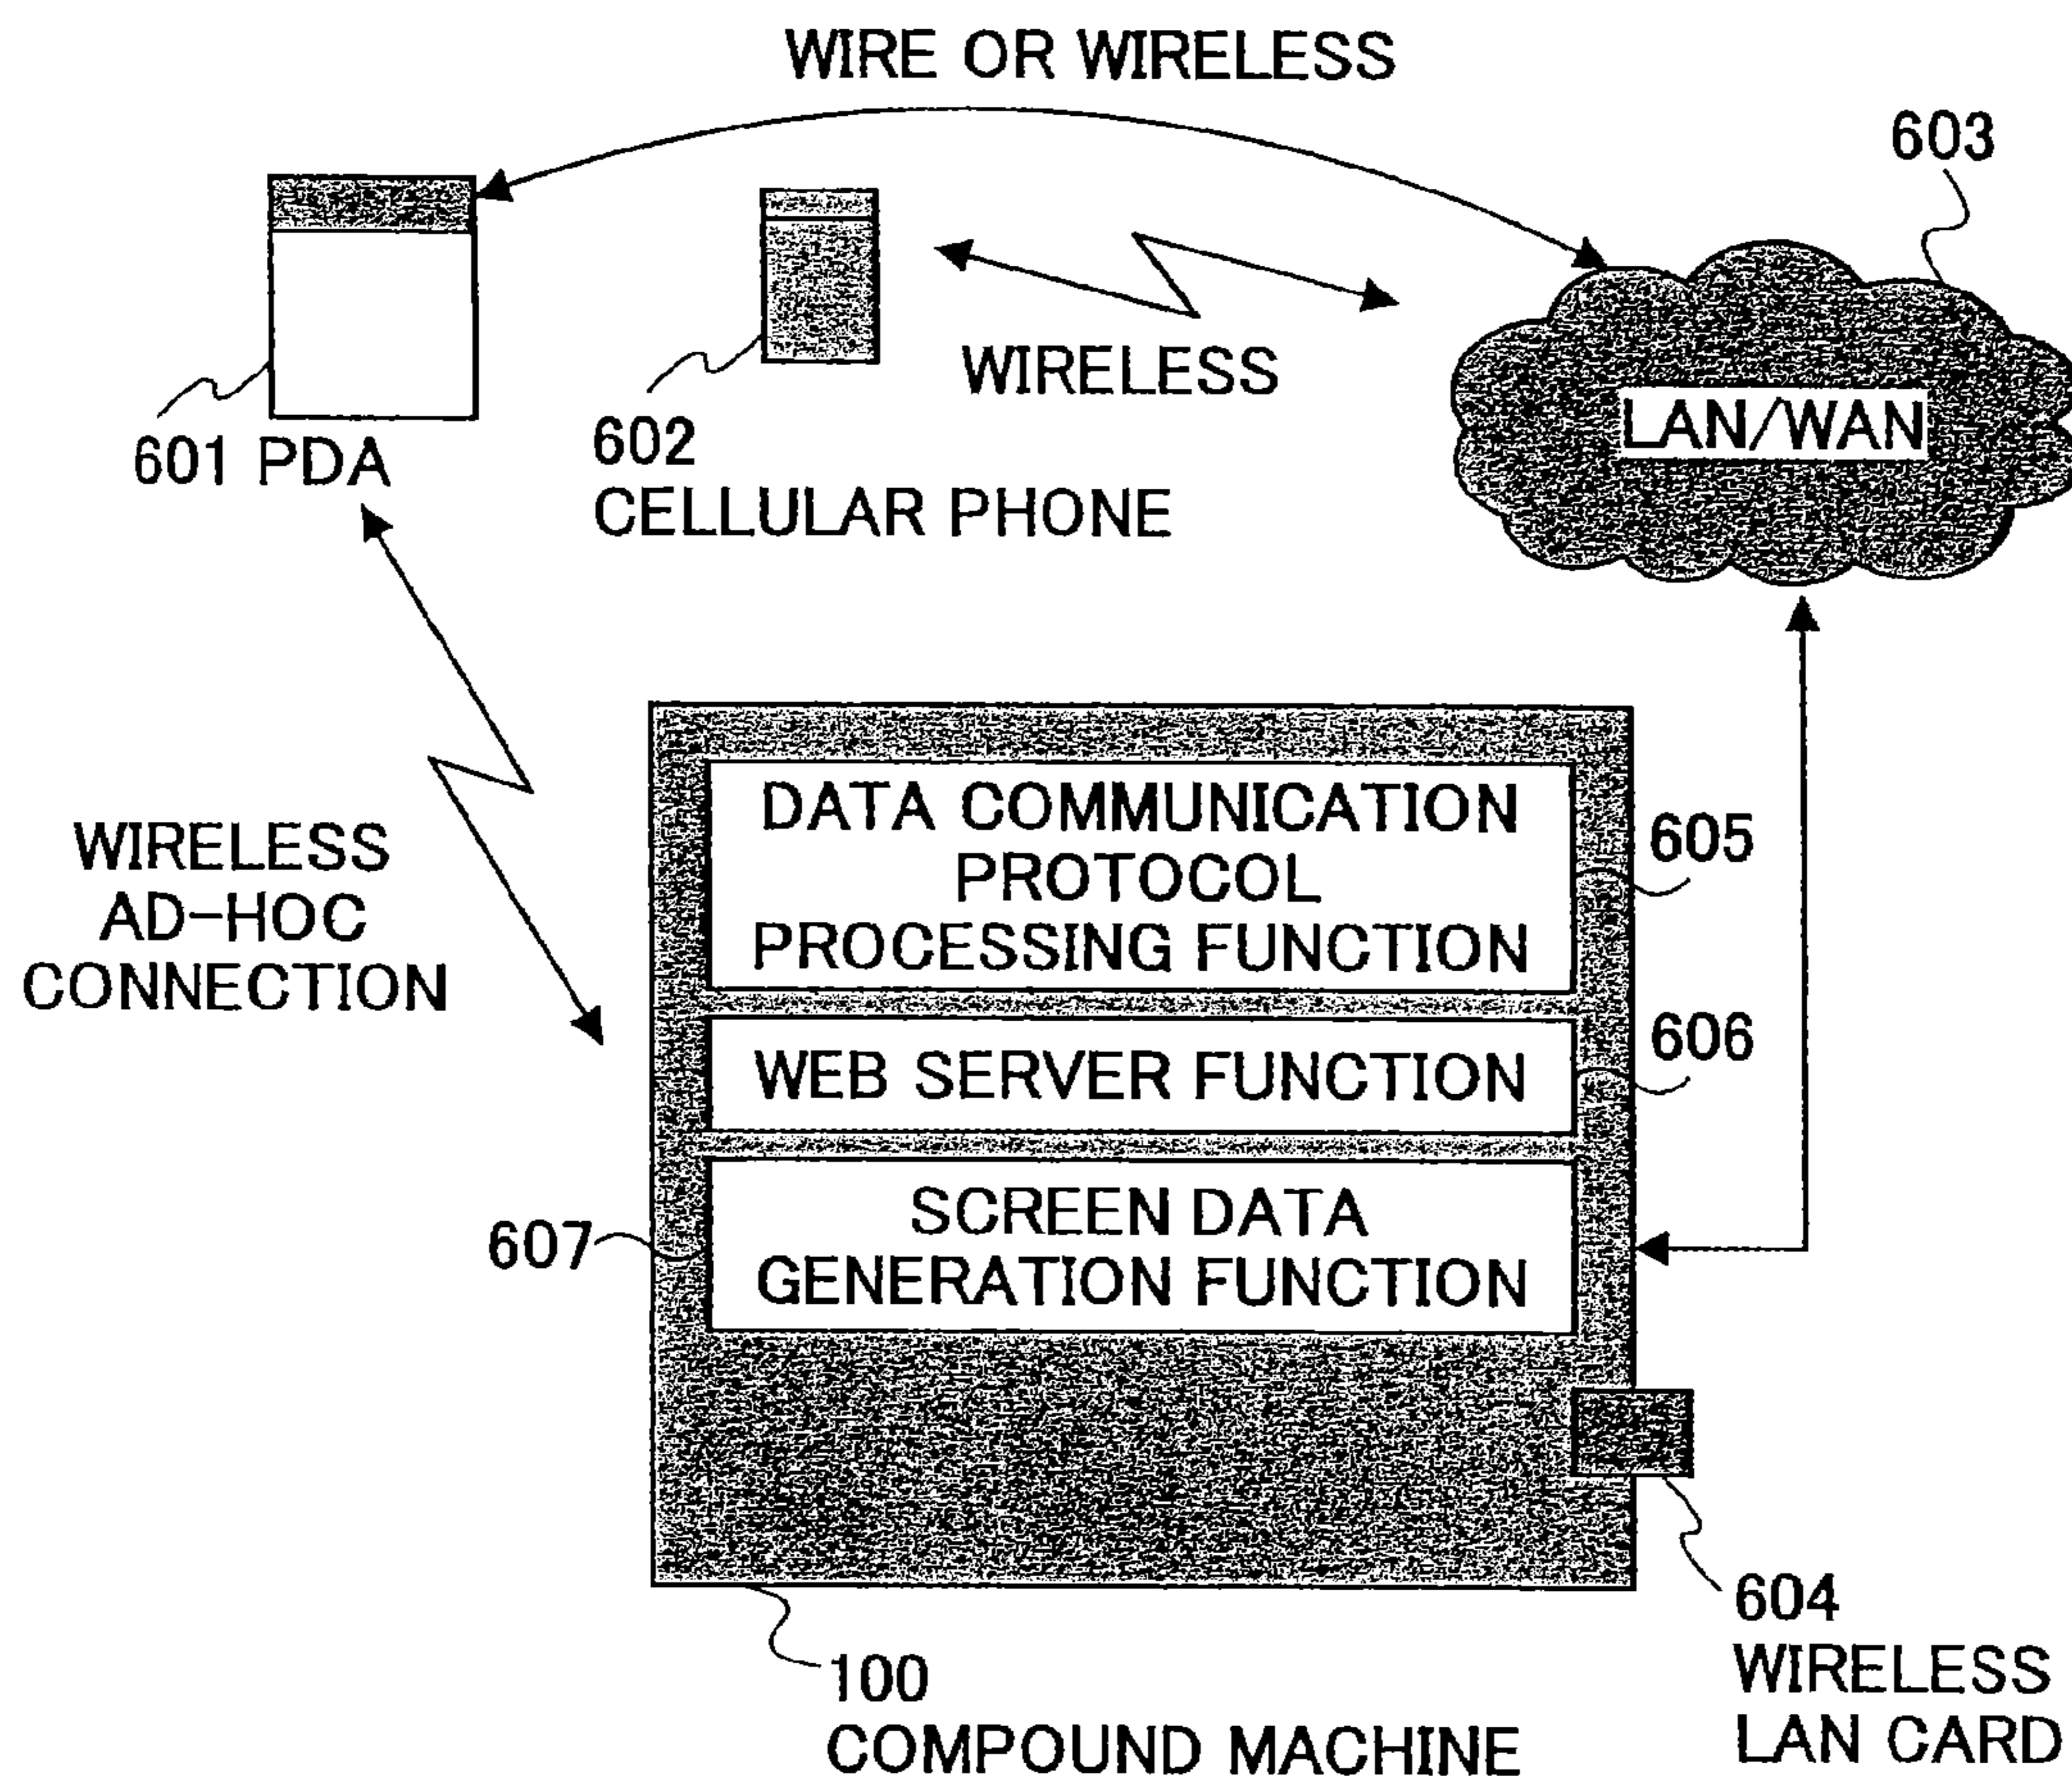 WIRE OR WIRELESS
603
601 PDA
602
CELLULAR PHONE
WIRELESS
LAN/WAN
WIRELESS
AD-HOC
CONNECTION
DATA COMMUNICATION
PROTOCOL
PROCESSING FUNCTION
605
WEB SERVER FUNCTION
606
SCREEN DATA
GENERATION FUNCTION
607
604
WIRELESS
LAN CARD
100
COMPOUND MACHINE